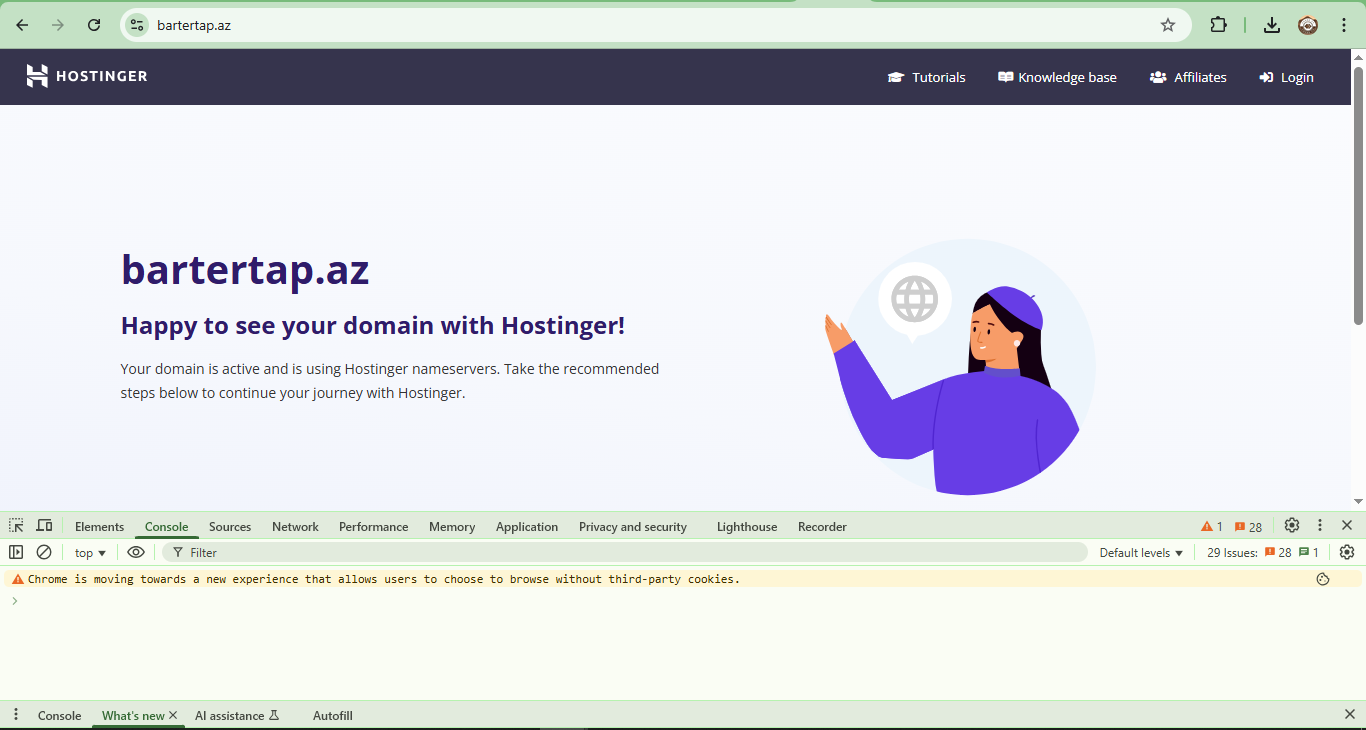 bartertap.az
HOSTINGER
Tutorials
Knowledge base
Affiliates
Login
bartertap.az
Happy to see your domain with Hostinger!
Your domain is active and is using Hostinger nameservers. Take the recommended
steps below to continue your journey with Hostinger.
Elements
Console
Sources
Network
Performance
Memory
Application
Privacy and security
Lighthouse
Recorder
1
28
top
Filter
Default levels
29 Issues:
28
1
Chrome is moving towards a new experience that allows users to choose to browse without third-party cookies.
Console
What's new
AI assistance
Autofill